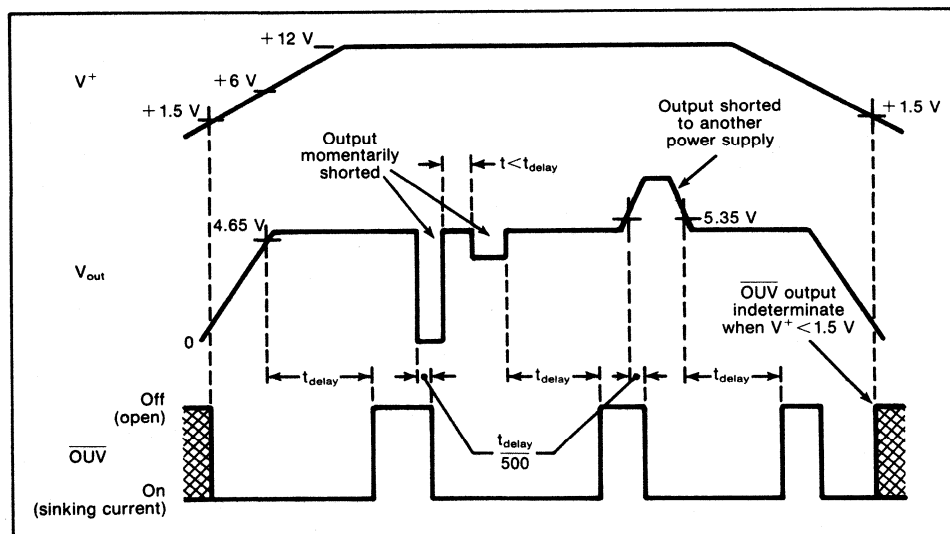 +12 V
V+
+6 V
+1.5 V
+1.5 V
Output
momentarily
shorted
t<tdelay
Output shorted
to another
power supply
4.65 V
5.35 V
Vout
OUV output
indeterminate
when V+<1.5 V
0
tdelay
tdelay
tdelay
Off
(open)
OUV
tdelay
500
On
(sinking current)